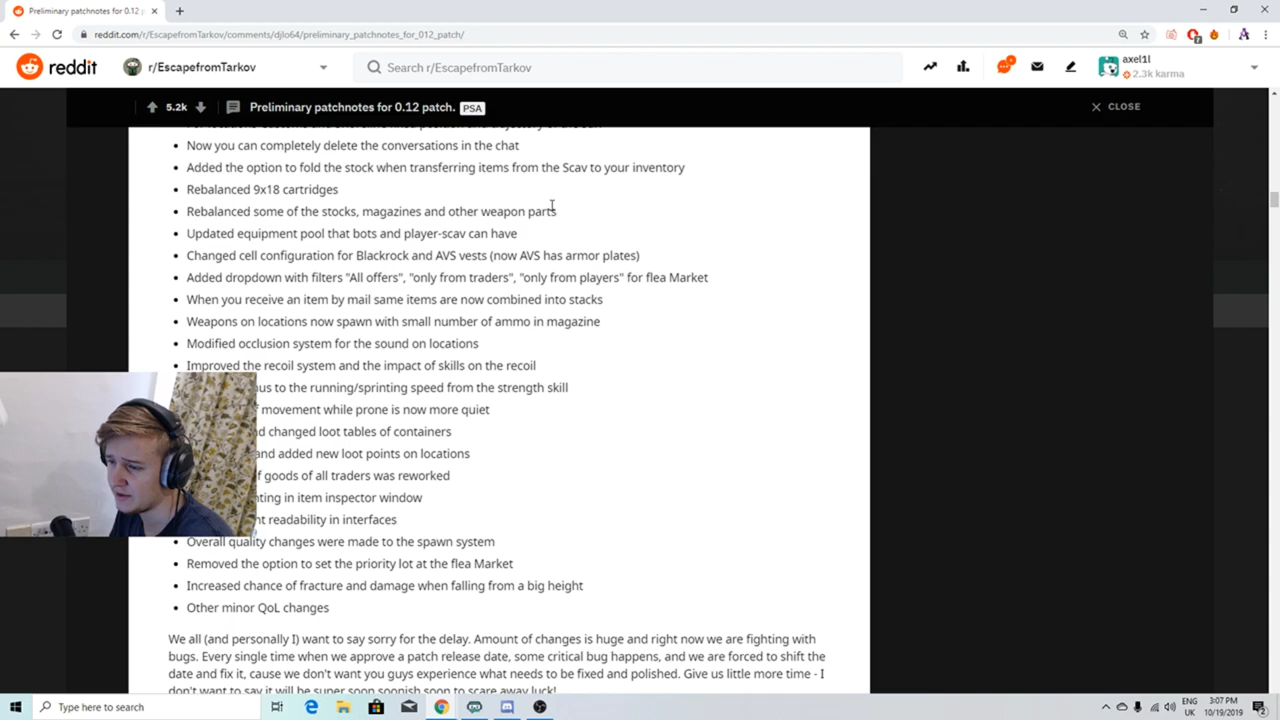 Preliminary patchnotes for 0.12 p
reddit.com/r/EscapefromTarkov/comments/djlo64/preliminary_patchnotes_for_012_patch/
reddit
r/EscapefromTarkov
Search r/EscapefromTarkov
axel1l
2.3k karma
5.2k
Preliminary patchnotes for 0.12 patch.
PSA
CLOSE
Now you can completely delete the conversations in the chat
Added the option to fold the stock when transferring items from the Scav to your inventory
Rebalanced 9x18 cartridges
Rebalanced some of the stocks, magazines and other weapon parts
Updated equipment pool that bots and player-scav can have
Changed cell configuration for Blackrock and AVS vests (now AVS has armor plates)
Added dropdown with filters "All offers", "only from traders", "only from players" for flea Market
When you receive an item by mail same items are now combined into stacks
Weapons on locations now spawn with small number of ammo in magazine
Modified occlusion system for the sound on locations
Improved the recoil system and the impact of skills on the recoil
to the running/sprinting speed from the strength skill
movement while prone is now more quiet
changed loot tables of containers
and added new loot points on locations
goods of all traders was reworked
in item inspector window
readability in interfaces
Overall quality changes were made to the spawn system
Removed the option to set the priority lot at the flea Market
Increased chance of fracture and damage when falling from a big height
Other minor QoL changes
We all (and personally I) want to say sorry for the delay. Amount of changes is huge and right now we are fighting with
bugs. Every single time when we approve a patch release date, some critical bug happens, and we are forced to shift the
date and fix it, cause we don't want you guys experience what needs to be fixed and polished. Give us little more time - I
don't want to say it will be super soon soonish soon to scare away luck!
Type here to search
ENG
UK
3:07 PM
10/19/2019